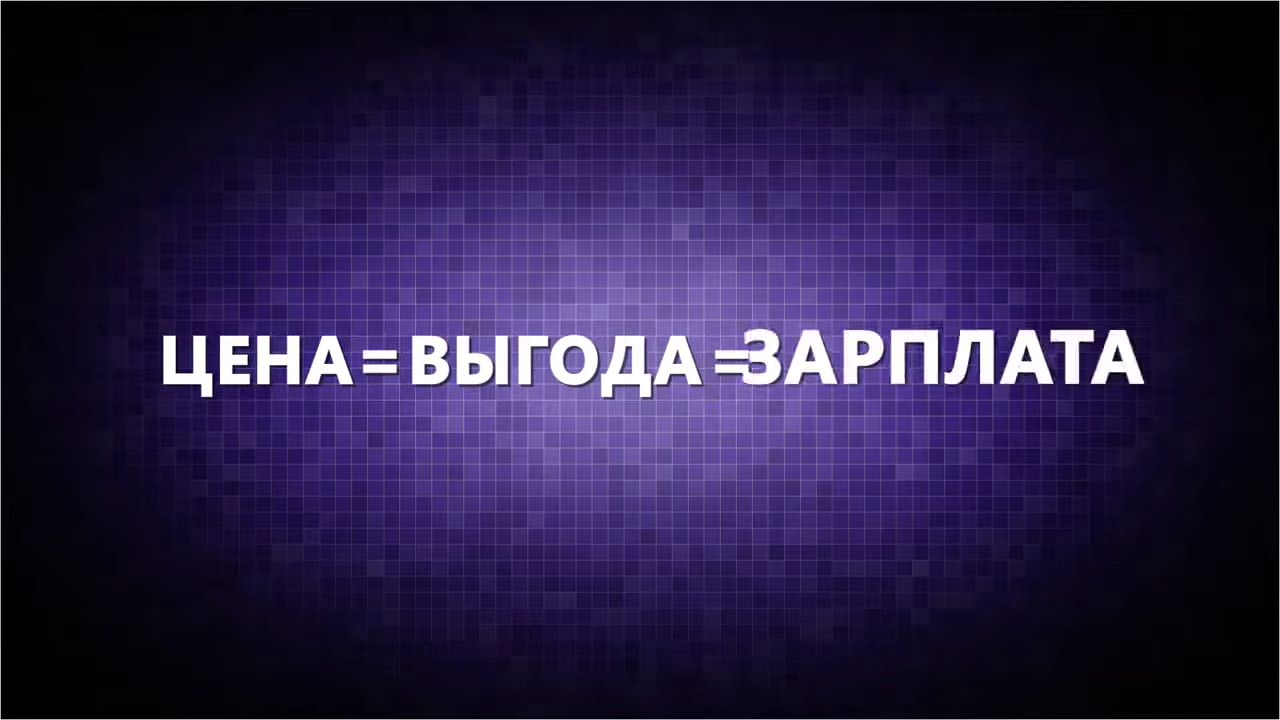 ЦЕНА = ВЫГОДА = ЗАРПЛАТА